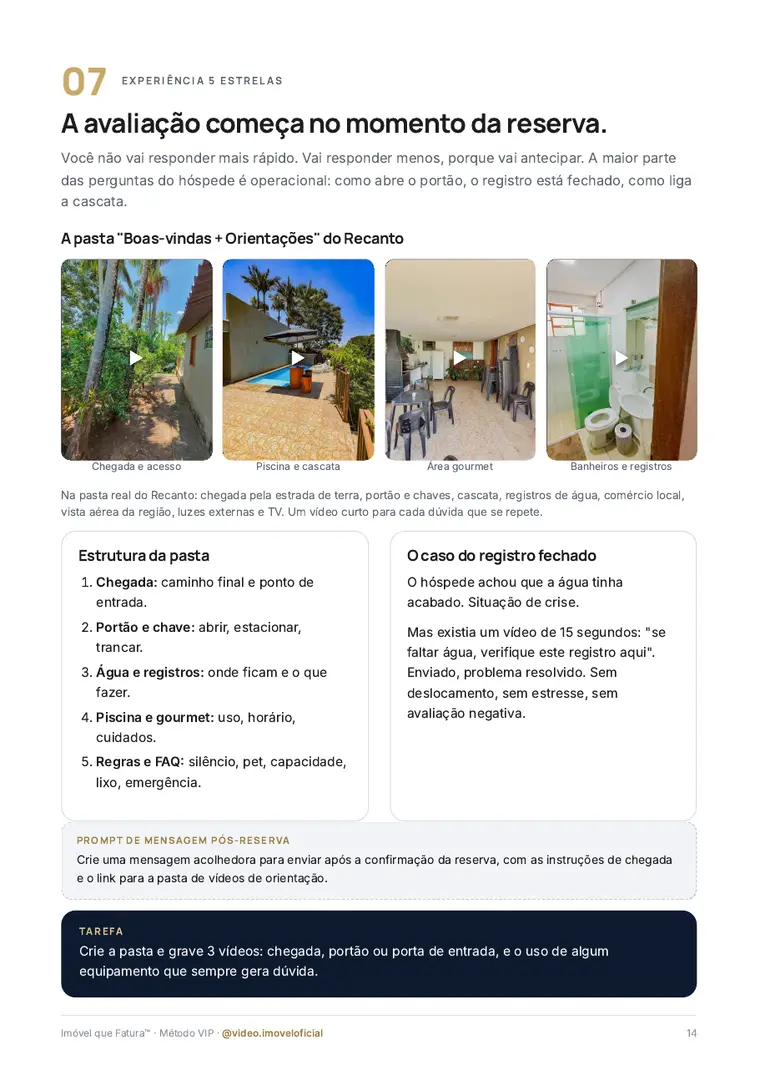 07 EXPERIÊNCIA 5 ESTRELAS
A avaliação começa no momento da reserva.
Você não vai responder mais rápido. Vai responder menos, porque vai antecipar. A maior parte
das perguntas do hóspede é operacional: como abre o portão, o registro está fechado, como liga
a cascata.
A pasta "Boas-vindas + Orientações" do Recanto
Chegada e acesso
Piscina e cascata
Área gourmet
Banheiros e registros
Na pasta real do Recanto: chegada pela estrada de terra, portão e chaves, cascata, registros de água, comércio local,
vista aérea da região, luzes externas e TV. Um vídeo curto para cada dúvida que se repete.
Estrutura da pasta
1. Chegada: caminho final e ponto de
entrada.
2. Portão e chave: abrir, estacionar,
trancar.
3. Água e registros: onde ficam e o que
fazer.
4. Piscina e gourmet: uso, horário,
cuidados.
5. Regras e FAQ: silêncio, pet, capacidade,
lixo, emergência.
O caso do registro fechado
O hóspede achou que a água tinha
acabado. Situação de crise.
Mas existia um vídeo de 15 segundos: "se
faltar água, verifique este registro aqui".
Enviado, problema resolvido. Sem
deslocamento, sem estresse, sem
avaliação negativa.
PROMPT DE MENSAGEM PÓS-RESERVA
Crie uma mensagem acolhedora para enviar após a confirmação da reserva, com as instruções de chegada
e o link para a pasta de vídeos de orientação.
TAREFA
Crie a pasta e grave 3 vídeos: chegada, portão ou porta de entrada, e o uso de algum
equipamento que sempre gera dúvida.
Imóvel que Fatura™ · Método VIP · @video.imoveloficial
14